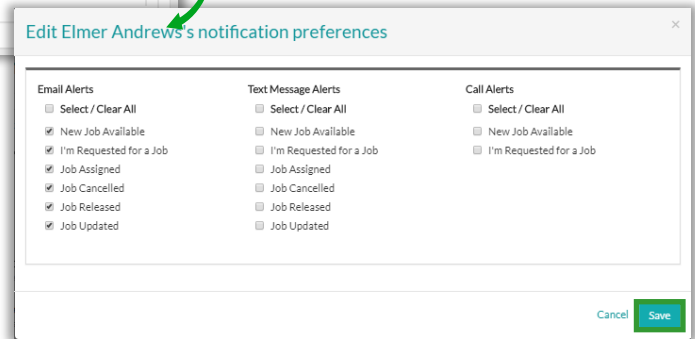 Edit Elmer Andrews's notification preferences
×
Email Alerts
Select / Clear All
New Job Available
I'm Requested for a Job
Job Assigned
Job Cancelled
Job Released
Job Updated
Text Message Alerts
Select / Clear All
New Job Available
I'm Requested for a Job
Job Assigned
Job Cancelled
Job Released
Job Updated
Call Alerts
Select / Clear All
New Job Available
I'm Requested for a Job
Cancel Save